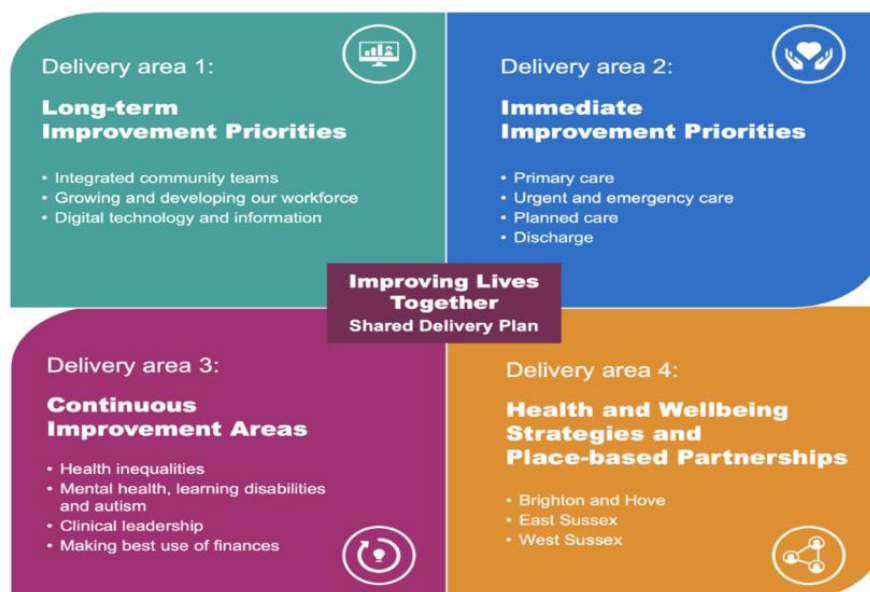 Delivery area 1:
Long-term
Improvement Priorities
• Integrated community teams
• Growing and developing our workforce
• Digital technology and information
Delivery area 2:
Immediate
Improvement Priorities
• Primary care
• Urgent and emergency care
• Planned care
• Discharge
Improving Lives
Together
Shared Delivery Plan
Delivery area 3:
Continuous
Improvement Areas
• Health inequalities
• Mental health, learning disabilities
and autism
• Clinical leadership
• Making best use of finances
Delivery area 4:
Health and Wellbeing
Strategies and
Place-based Partnerships
• Brighton and Hove
• East Sussex
• West Sussex